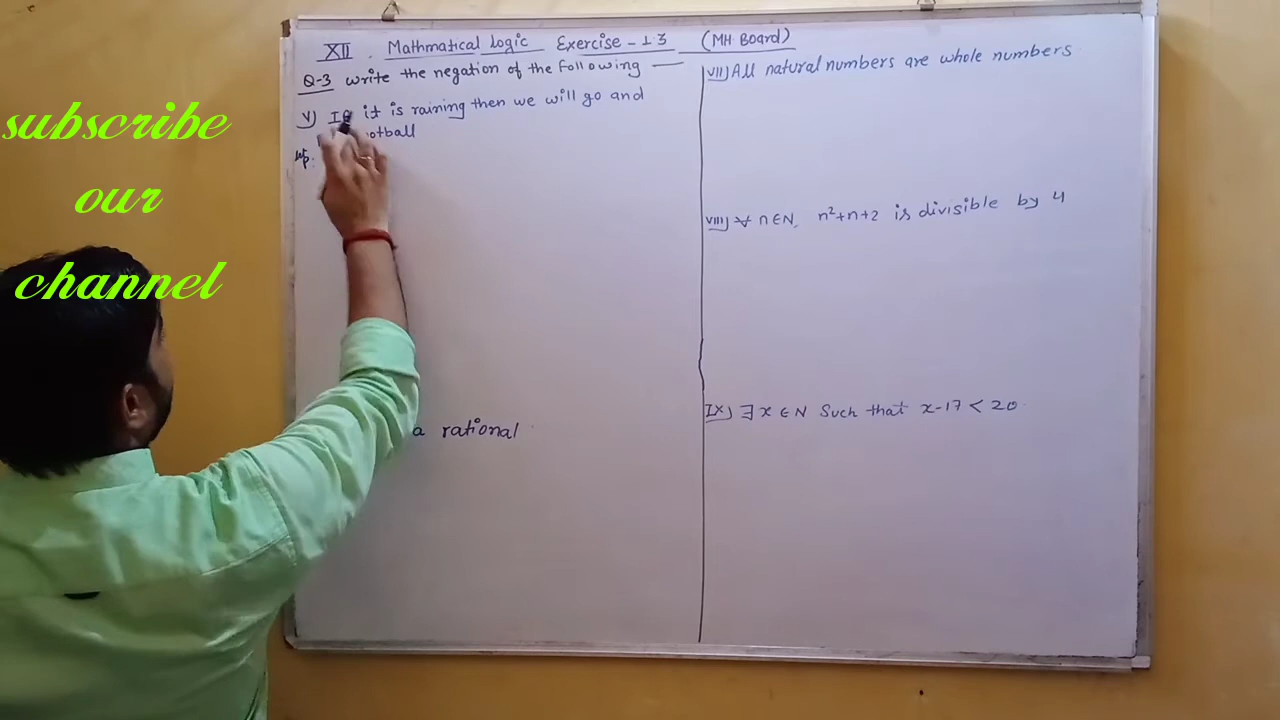 subscribe
our
channel
XII. Mathmatical Logic Exercise - 1.3 (MH Board)
Q-3 write the negation of the following
V) If it is raining then we will go and
otball
a rational
VII) All natural numbers are whole numbers
VIII) ∀ n ∈ N, n²+n+2 is divisible by 4
IX) ∃ x ∈ N Such that x-17 < 20